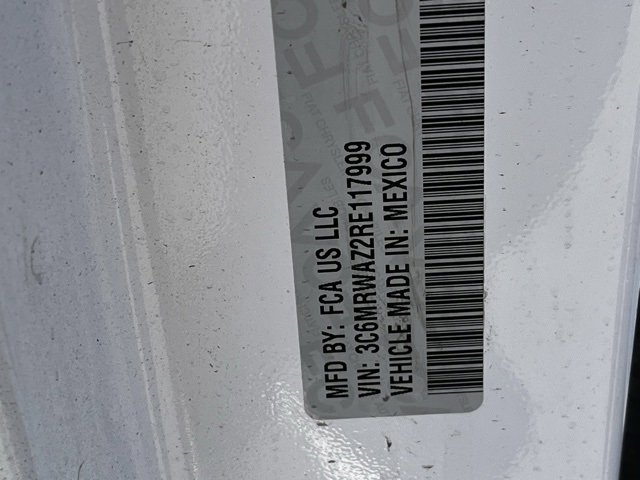 MFD BY: FCA US LLC
VIN: 3C6MRWAZ2RE117999
VEHICLE MADE IN: MEXICO